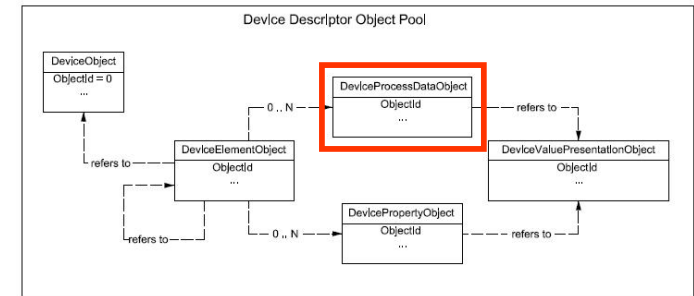 Device Descriptor Object Pool
DeviceObject
ObjectId = 0
...
DeviceProcessDataObject
ObjectId
...
0 .. N
refers to
DeviceElementObject
ObjectId
...
DeviceValuePresentationObject
ObjectId
...
refers to
refers to
DevicePropertyObject
ObjectId
...
0 .. N
refers to